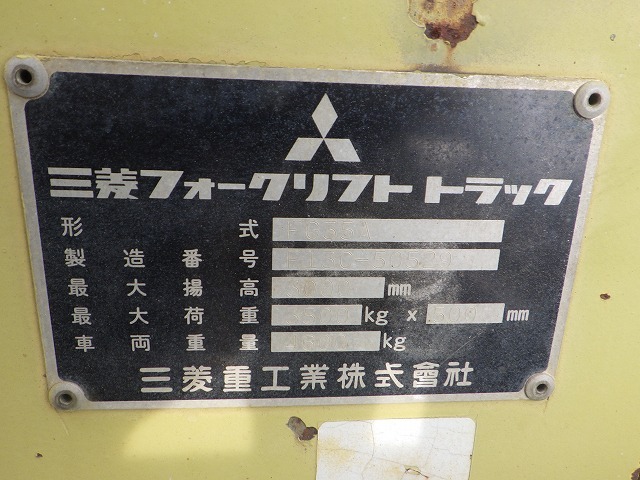 三菱フォークリフト トラック
形 式
製 造 番 号
最 大 揚 高 mm
最 大 荷 重 kg x 500 mm
車 両 重 量 kg
三菱重工業株式會社